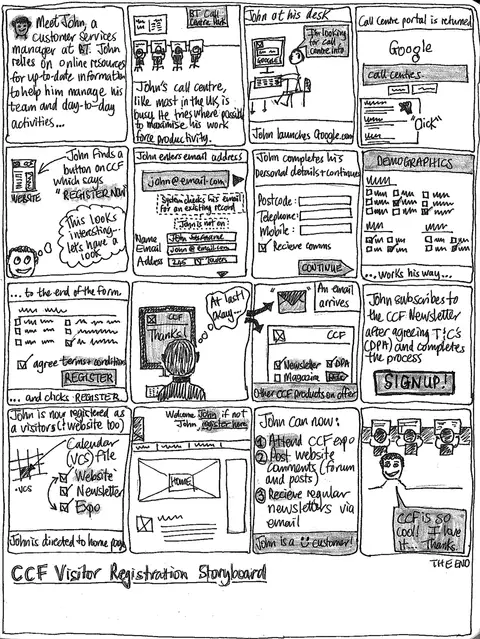 Meet John, a
customer services
manager at BT. John
relies on online resources
for up-to-date information
to help him manage his
team and day-to-day
activities...
BT Call
Centre Park
John's call centre,
like most in the UK is
busy. He tries where possible
to maximise his work
force productivity.
John at his desk
I'm looking for
call
centre info
GOOGLE
John launches Google.com
Call Centre portal is returned
Google
call centres
"Click"
WEBSITE
John finds a
button on CCF
which says
"REGISTER NOW"
This looks
interesting...
let's have a
look
John enters email address
john@email.com
System checks his email
for an existing record
John is not on
Name John Surname
Email John@email.com
Address
John completes his
personal details + continues
Postcode:
Telephone:
Mobile:
Recieve comms
CONTINUE
DEMOGRAPHICS
...works his way...
...to the end of the form.
agree terms + conditions
REGISTER
...and clicks REGISTER
CCF
Thanks!
At last!
Okay...
An email
arrives
CCF
Newsletter DPA
Magazine
Other CCF products on offer
John subscribes to
the CCF Newsletter
after agreeing T&C's
(DPA) and completes
the process
SIGN UP!
John is now registered as
a visitors (+ website too)
Calendar
(VCS) file
.VCS
Website
Newsletter
Expo
John is directed to home page
Welcome John if not
John, register here
HOME
John can now:
1 Attend CCF expo
2 Post website
comments (forum
and posts)
3 Recieve regular
newsletters via
email
John is a customer!
CCF is so
cool! I love
it... Thanks.
THE END
CCF Visitor Registration Storyboard